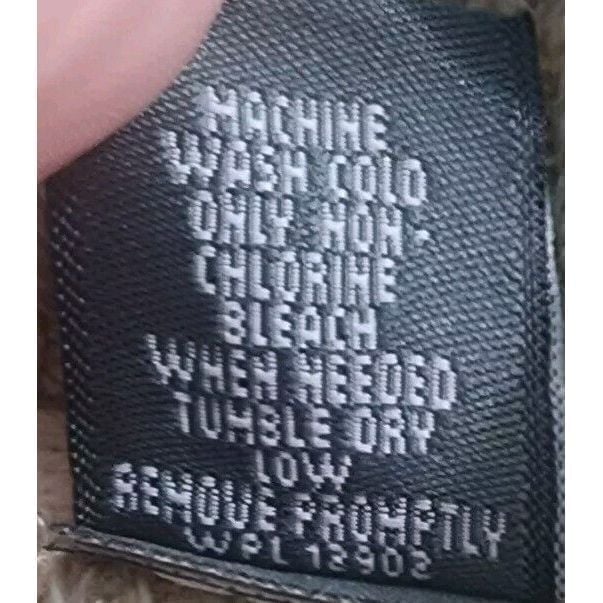 MACHINE
WASH COLD
ONLY NON-
CHLORINE
BLEACH
WHEN NEEDED
TUMBLE DRY
LOW
REMOVE PROMPTLY
WPL 12902